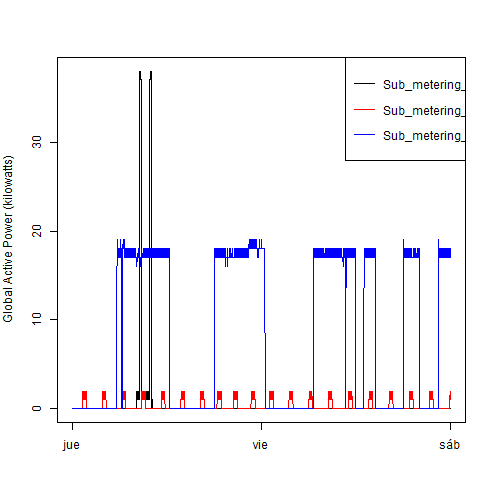 Global Active Power (kilowatts)
30
20
10
0
Sub_metering_
Sub_metering_
Sub_metering_
jue vie sáb